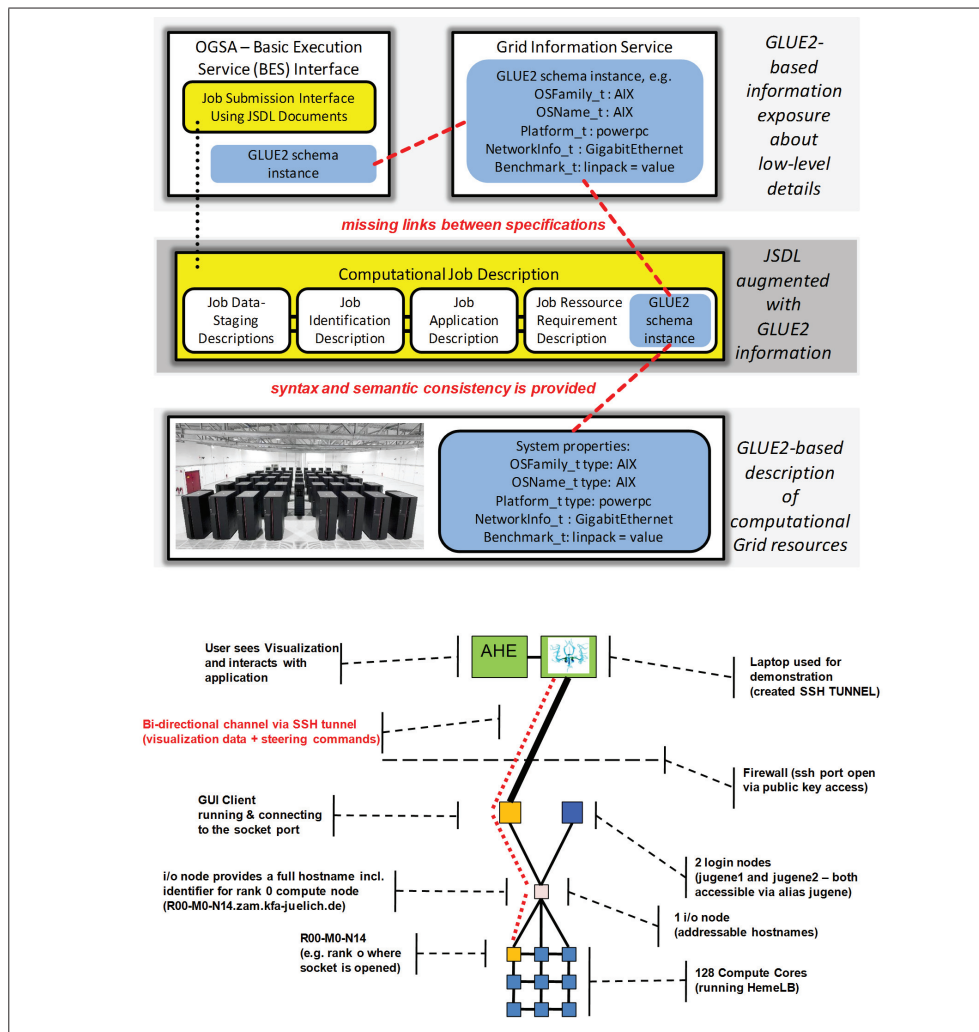 OGSA – Basic Execution
Service (BES) Interface
Job Submission Interface
Using JSDL Documents
GLUE2 schema
instance
Grid Information Service
GLUE2 schema instance, e.g.
OSFamily_t : AIX
OSName_t : AIX
Platform_t : powerpc
NetworkInfo_t : GigabitEthernet
Benchmark_t: linpack = value
GLUE2-
based
information
exposure
about
low-level
details
missing links between specifications
Computational Job Description
Job Data-
Staging
Descriptions
Job
Identification
Description
Job
Application
Description
Job Ressource
Requirement
Description
GLUE2
schema
instance
JSDL
augmented
with
GLUE2
information
syntax and semantic consistency is provided
System properties:
OSFamily_t type: AIX
OSName_t type: AIX
Platform_t type: powerpc
NetworkInfo_t : GigabitEthernet
Benchmark_t: linpack = value
GLUE2-based
description
of
computational
Grid resources
User sees Visualization
and interacts with
application
AHE
Laptop used for
demonstration
(created SSH TUNNEL)
Bi-directional channel via SSH tunnel
(visualization data + steering commands)
Firewall (ssh port open
via public key access)
GUI Client
running & connecting
to the socket port
2 login nodes
(jugene1 and jugene2 – both
accessible via alias jugene)
i/o node provides a full hostname incl.
identifier for rank 0 compute node
(R00-M0-N14.zam.kfa-juelich.de)
1 i/o node
(addressable hostnames)
R00-M0-N14
(e.g. rank o where
socket is opened)
128 Compute Cores
(running HemeLB)